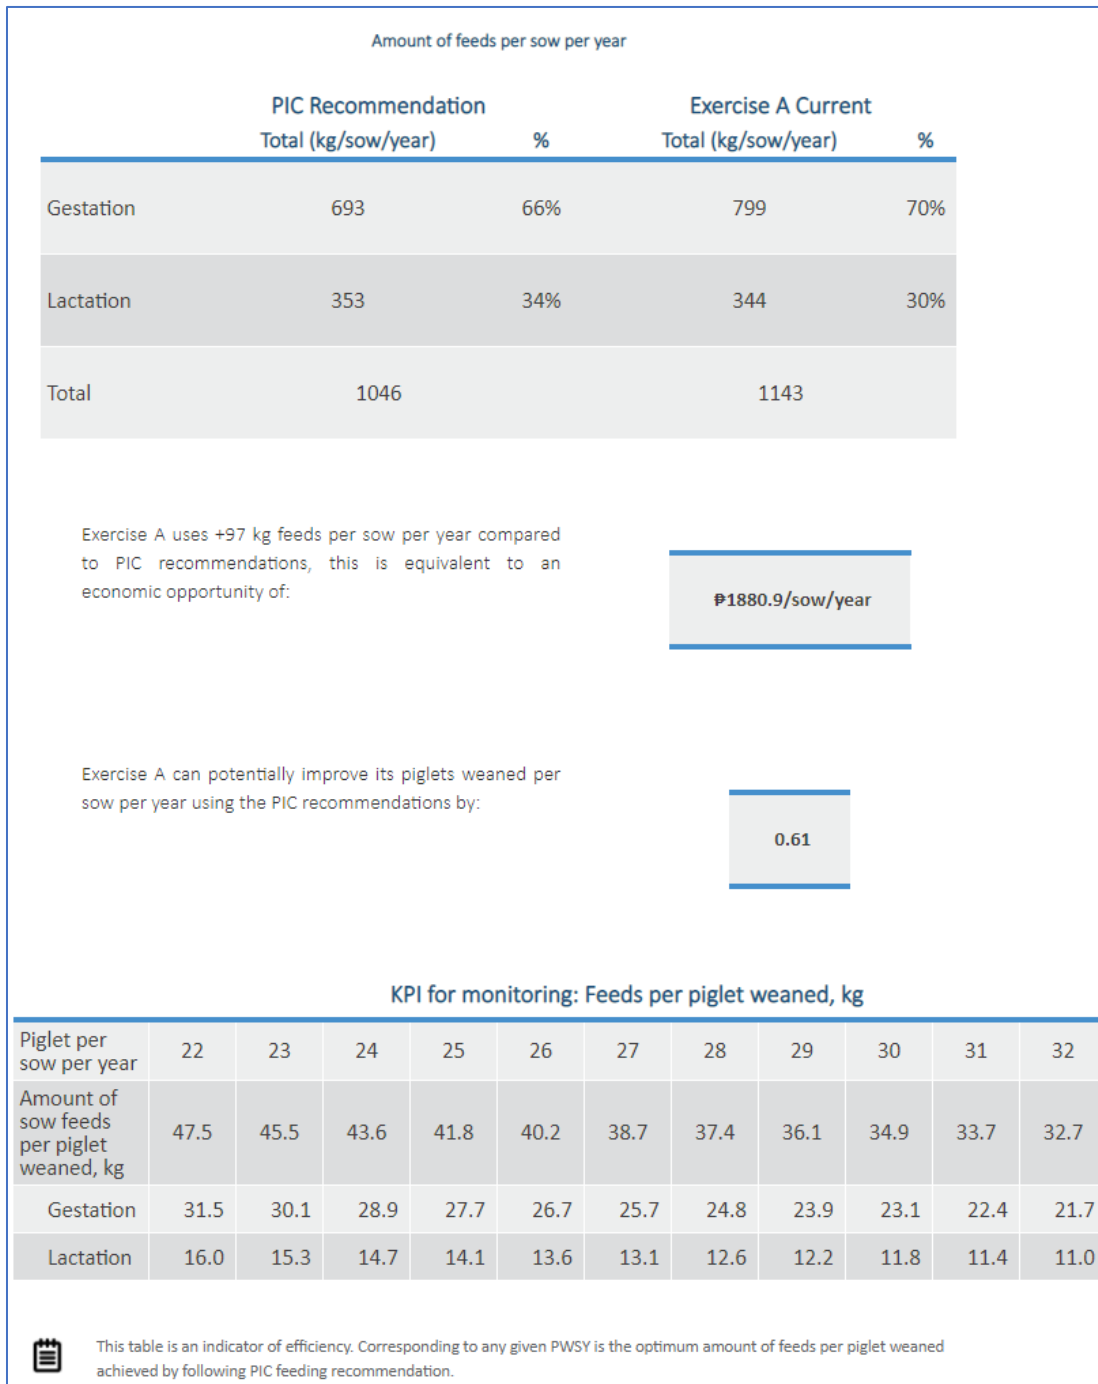 Amount of feeds per sow per year
PIC Recommendation Exercise A Current
Total (kg/sow/year) % Total (kg/sow/year) %
Gestation 693 66% 799 70%
Lactation 353 34% 344 30%
Total 1046 1143
Exercise A uses +97 kg feeds per sow per year compared
to PIC recommendations, this is equivalent to an
economic opportunity of:
₱1880.9/sow/year
Exercise A can potentially improve its piglets weaned per
sow per year using the PIC recommendations by:
0.61
KPI for monitoring: Feeds per piglet weaned, kg
Piglet per
sow per year 22 23 24 25 26 27 28 29 30 31 32
Amount of
sow feeds
per piglet
weaned, kg 47.5 45.5 43.6 41.8 40.2 38.7 37.4 36.1 34.9 33.7 32.7
Gestation 31.5 30.1 28.9 27.7 26.7 25.7 24.8 23.9 23.1 22.4 21.7
Lactation 16.0 15.3 14.7 14.1 13.6 13.1 12.6 12.2 11.8 11.4 11.0
This table is an indicator of efficiency. Corresponding to any given PWSY is the optimum amount of feeds per piglet weaned
achieved by following PIC feeding recommendation.